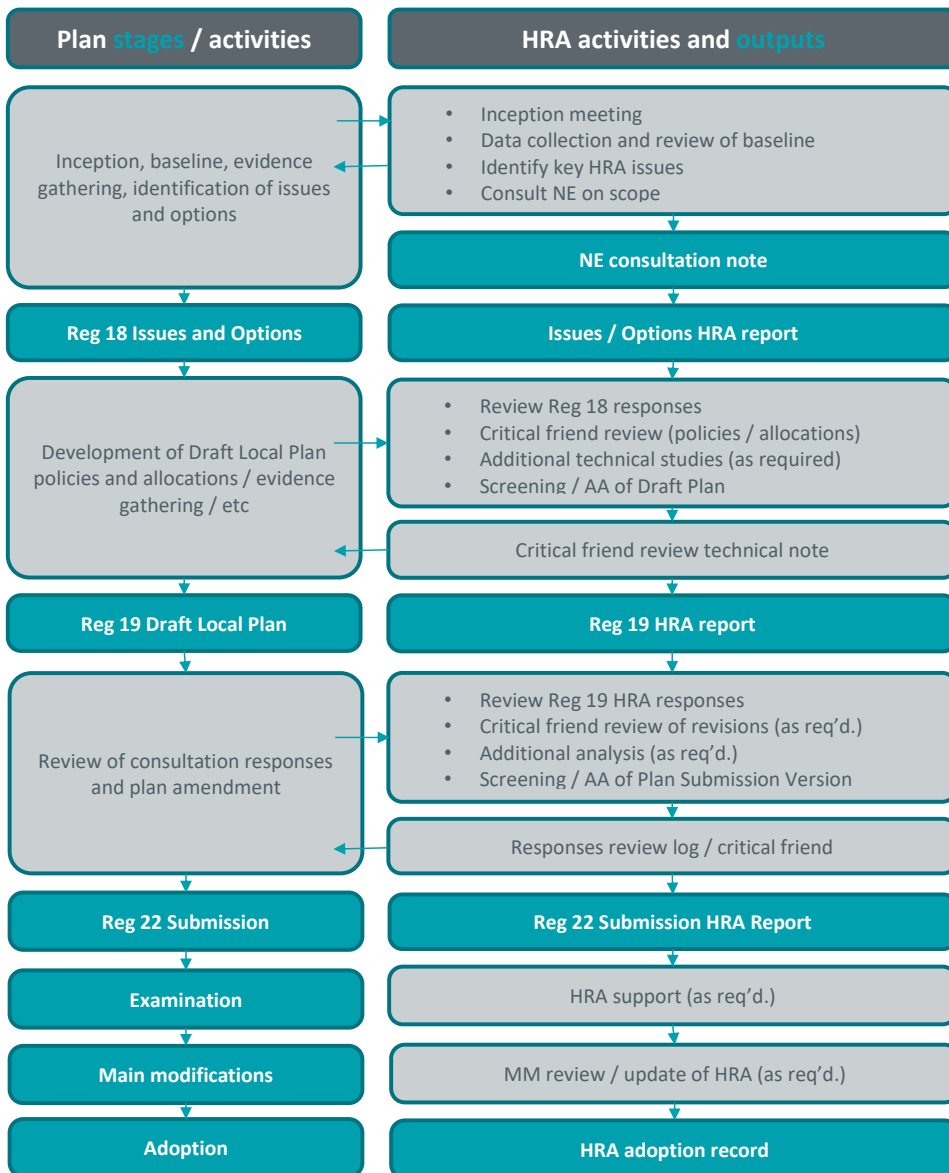 Plan stages / activities
HRA activities and outputs
Inception, baseline, evidence
gathering, identification of issues
and options
• Inception meeting
• Data collection and review of baseline
• Identify key HRA issues
• Consult NE on scope
NE consultation note
Reg 18 Issues and Options
Issues / Options HRA report
Development of Draft Local Plan
policies and allocations / evidence
gathering / etc
• Review Reg 18 responses
• Critical friend review (policies / allocations)
• Additional technical studies (as required)
• Screening / AA of Draft Plan
Critical friend review technical note
Reg 19 Draft Local Plan
Reg 19 HRA report
Review of consultation responses
and plan amendment
• Review Reg 19 HRA responses
• Critical friend review of revisions (as req’d.)
• Additional analysis (as req’d.)
• Screening / AA of Plan Submission Version
Responses review log / critical friend
Reg 22 Submission
Reg 22 Submission HRA Report
Examination
HRA support (as req’d.)
Main modifications
MM review / update of HRA (as req’d.)
Adoption
HRA adoption record